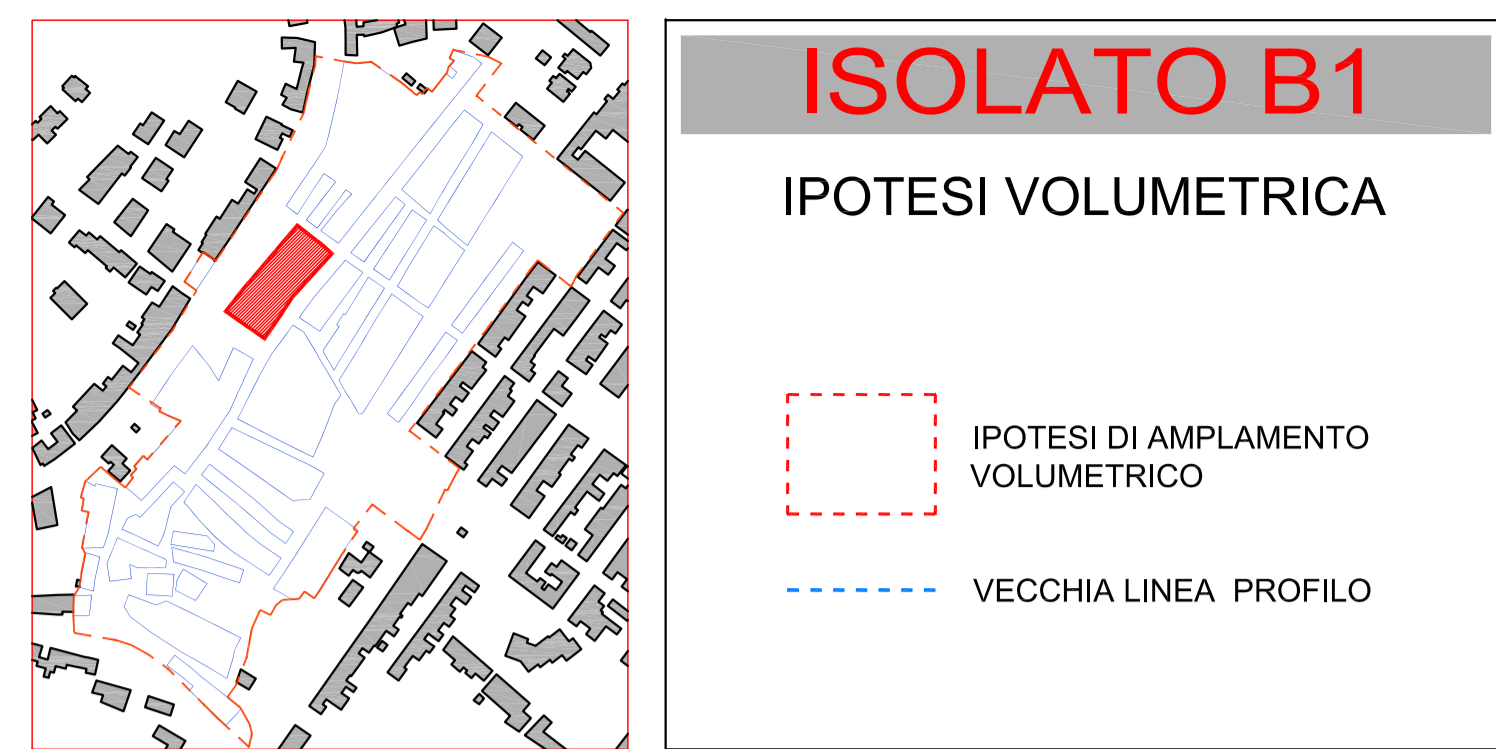 ISOLATO B1
IPOTESI VOLUMETRICA
IPOTESI DI AMPLAMENTO
VOLUMETRICO
VECCHIA LINEA PROFILO